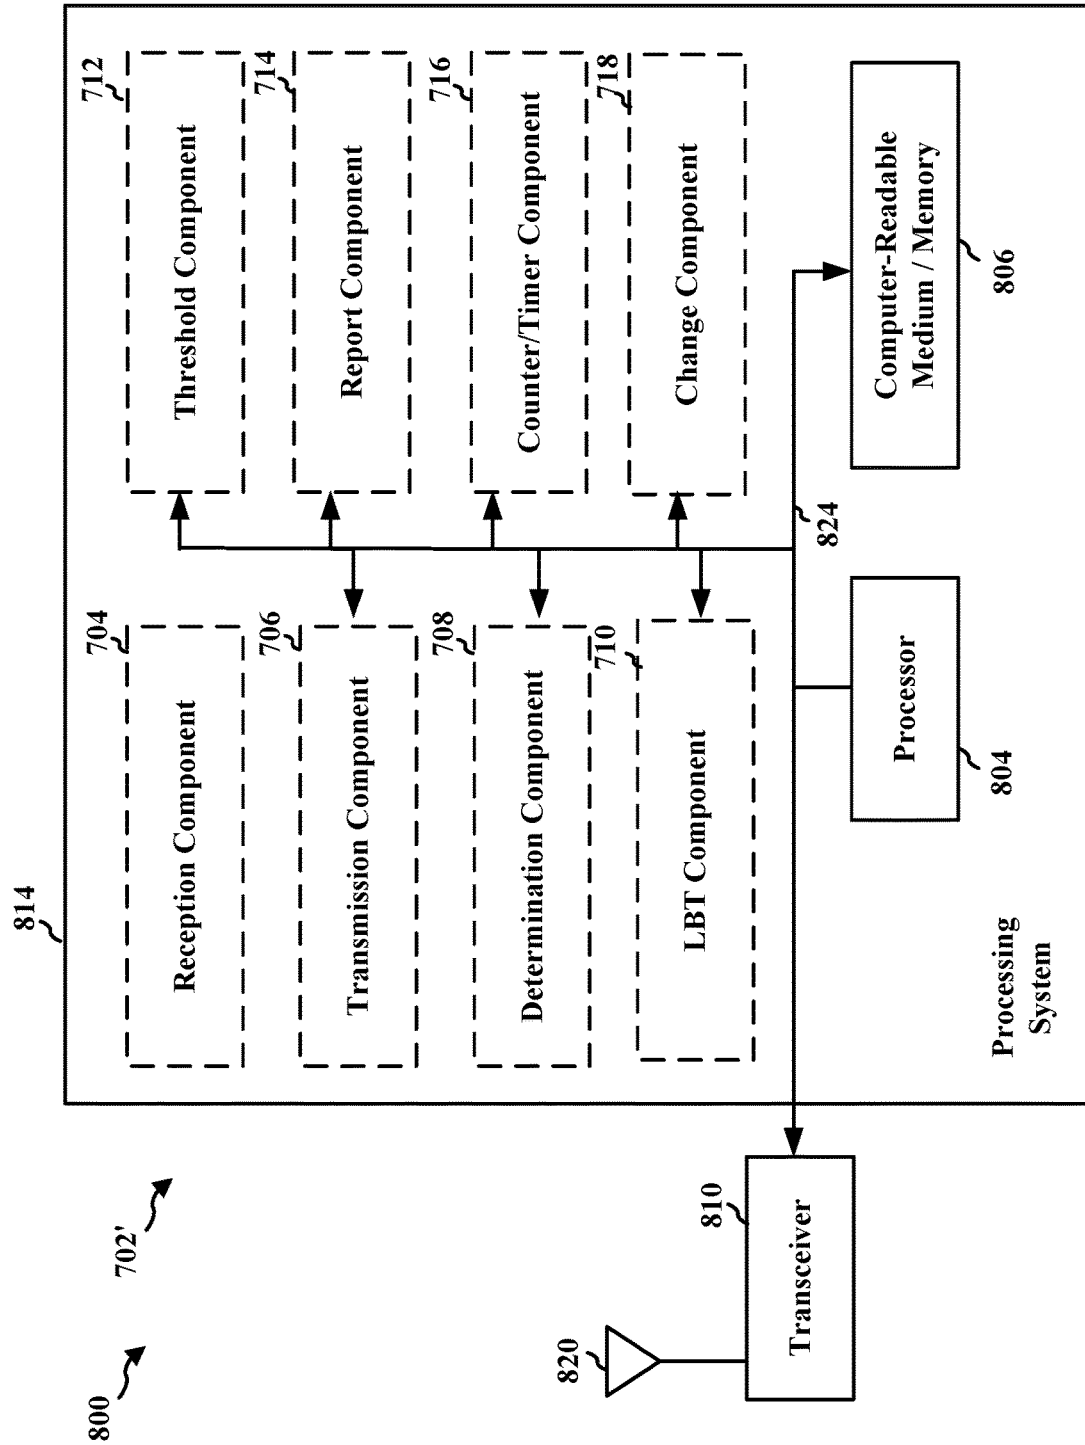 800
702'
814
820
810
Transceiver
704
Reception Component
706
Transmission Component
708
Determination Component
710
LBT Component
712
Threshold Component
714
Report Component
716
Counter/Timer Component
718
Change Component
824
Processor
804
Computer-Readable
Medium / Memory
806
Processing
System